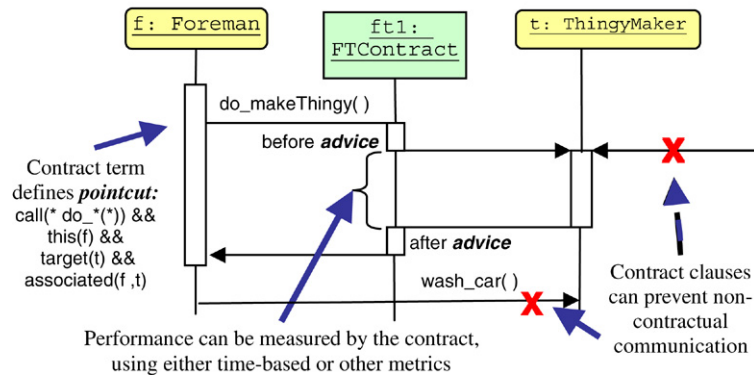 f: Foreman
ft1:
FTContract
t: ThingyMaker
do_makeThingy( )
before advice
Contract term
defines pointcut:
call(* do_*(*)) &&
this(f) &&
target(t) &&
associated(f ,t)
after advice
wash_car( )
Contract clauses
can prevent non-
contractual
communication
Performance can be measured by the contract,
using either time-based or other metrics